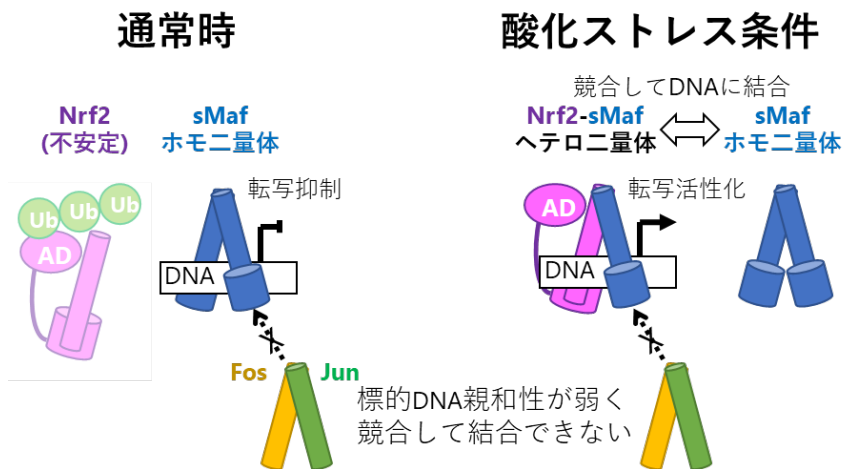 通常時
Nrf2
(不安定)
sMaf
ホモ二量体
Ub
Ub
Ub
AD
転写抑制
DNA
Fos
Jun
酸化ストレス条件
競合してDNAに結合
Nrf2-sMaf
ヘテロ二量体
sMaf
ホモ二量体
AD
転写活性化
DNA
標的DNA親和性が弱く
競合して結合できない